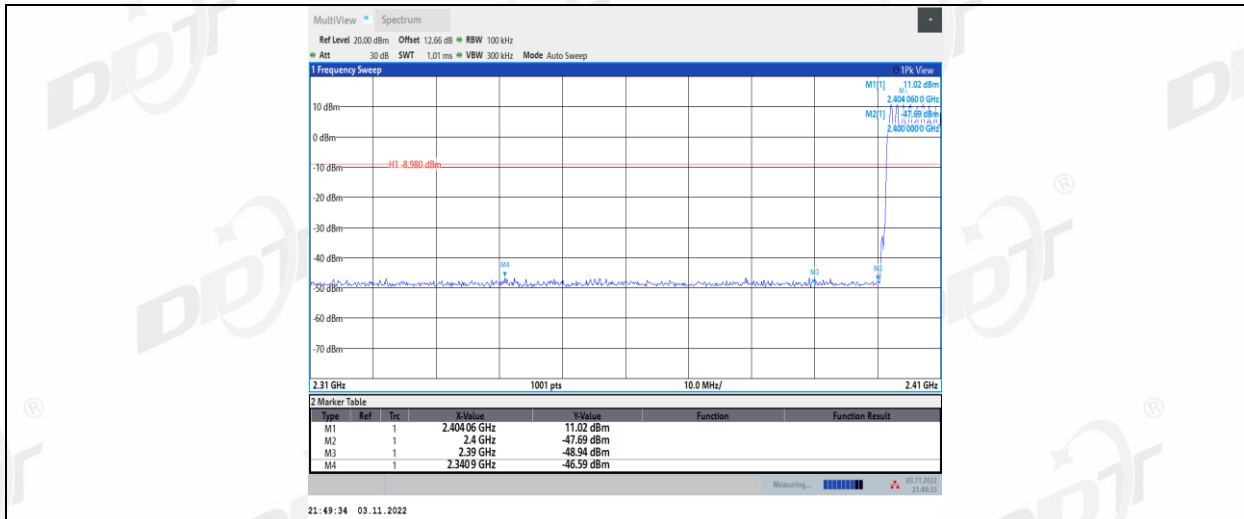 MultiView Spectrum
Ref Level 20.00 dBm Offset 12.66 dB RBW 100 kHz
Att 30 dB SWT 1.01 ms VBW 300 kHz Mode Auto Sweep
1 Frequency Sweep 1Pk View
M1[1] 11.02 dBm
M1
2.404 060 0 GHz
10 dBm
M2[1] -47.69 dBm
2.400 000 0 GHz
0 dBm
H1 -8.980 dBm
-10 dBm
-20 dBm
-30 dBm
-40 dBm
M4
M3
M2
-50 dBm
-60 dBm
-70 dBm
2.31 GHz 1001 pts 10.0 MHz/ 2.41 GHz
2 Marker Table
Type Ref Trc X-Value Y-Value Function Function Result
M1 1 2.404 06 GHz 11.02 dBm
M2 1 2.4 GHz -47.69 dBm
M3 1 2.39 GHz -48.94 dBm
M4 1 2.340 9 GHz -46.59 dBm
Measuring... 03.11.2022
21:49:33
21:49:34 03.11.2022
DDT
®